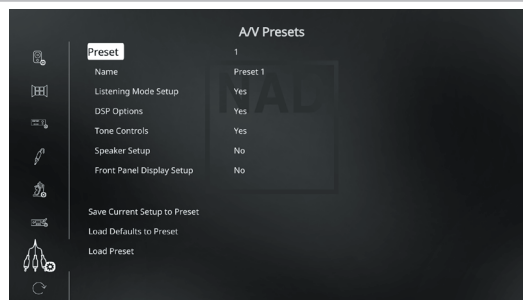 A/V Presets
Preset 1
Name Preset 1
Listening Mode Setup Yes
DSP Options Yes
Tone Controls Yes
Speaker Setup No
Front Panel Display Setup No
Save Current Setup to Preset
Load Defaults to Preset
Load Preset
NAD